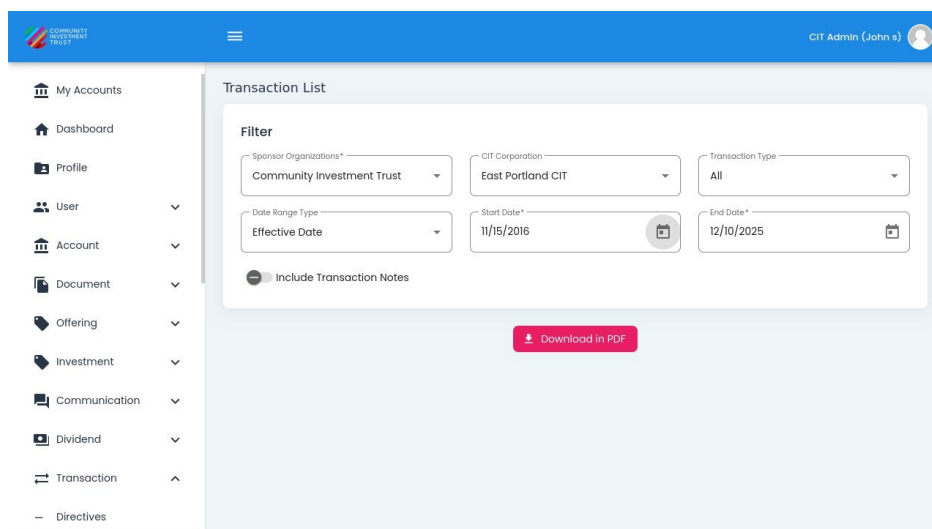 COMMUNITY
INVESTMENT
TRUST
CIT Admin (John s)
My Accounts
Dashboard
Profile
User
Account
Document
Offering
Investment
Communication
Dividend
Transaction
Directives
Transaction List
Filter
Sponsor Organizations*
Community Investment Trust
CIT Corporation
East Portland CIT
Transaction Type
All
Date Range Type
Effective Date
Start Date*
11/15/2016
End Date*
12/10/2025
Include Transaction Notes
Download in PDF